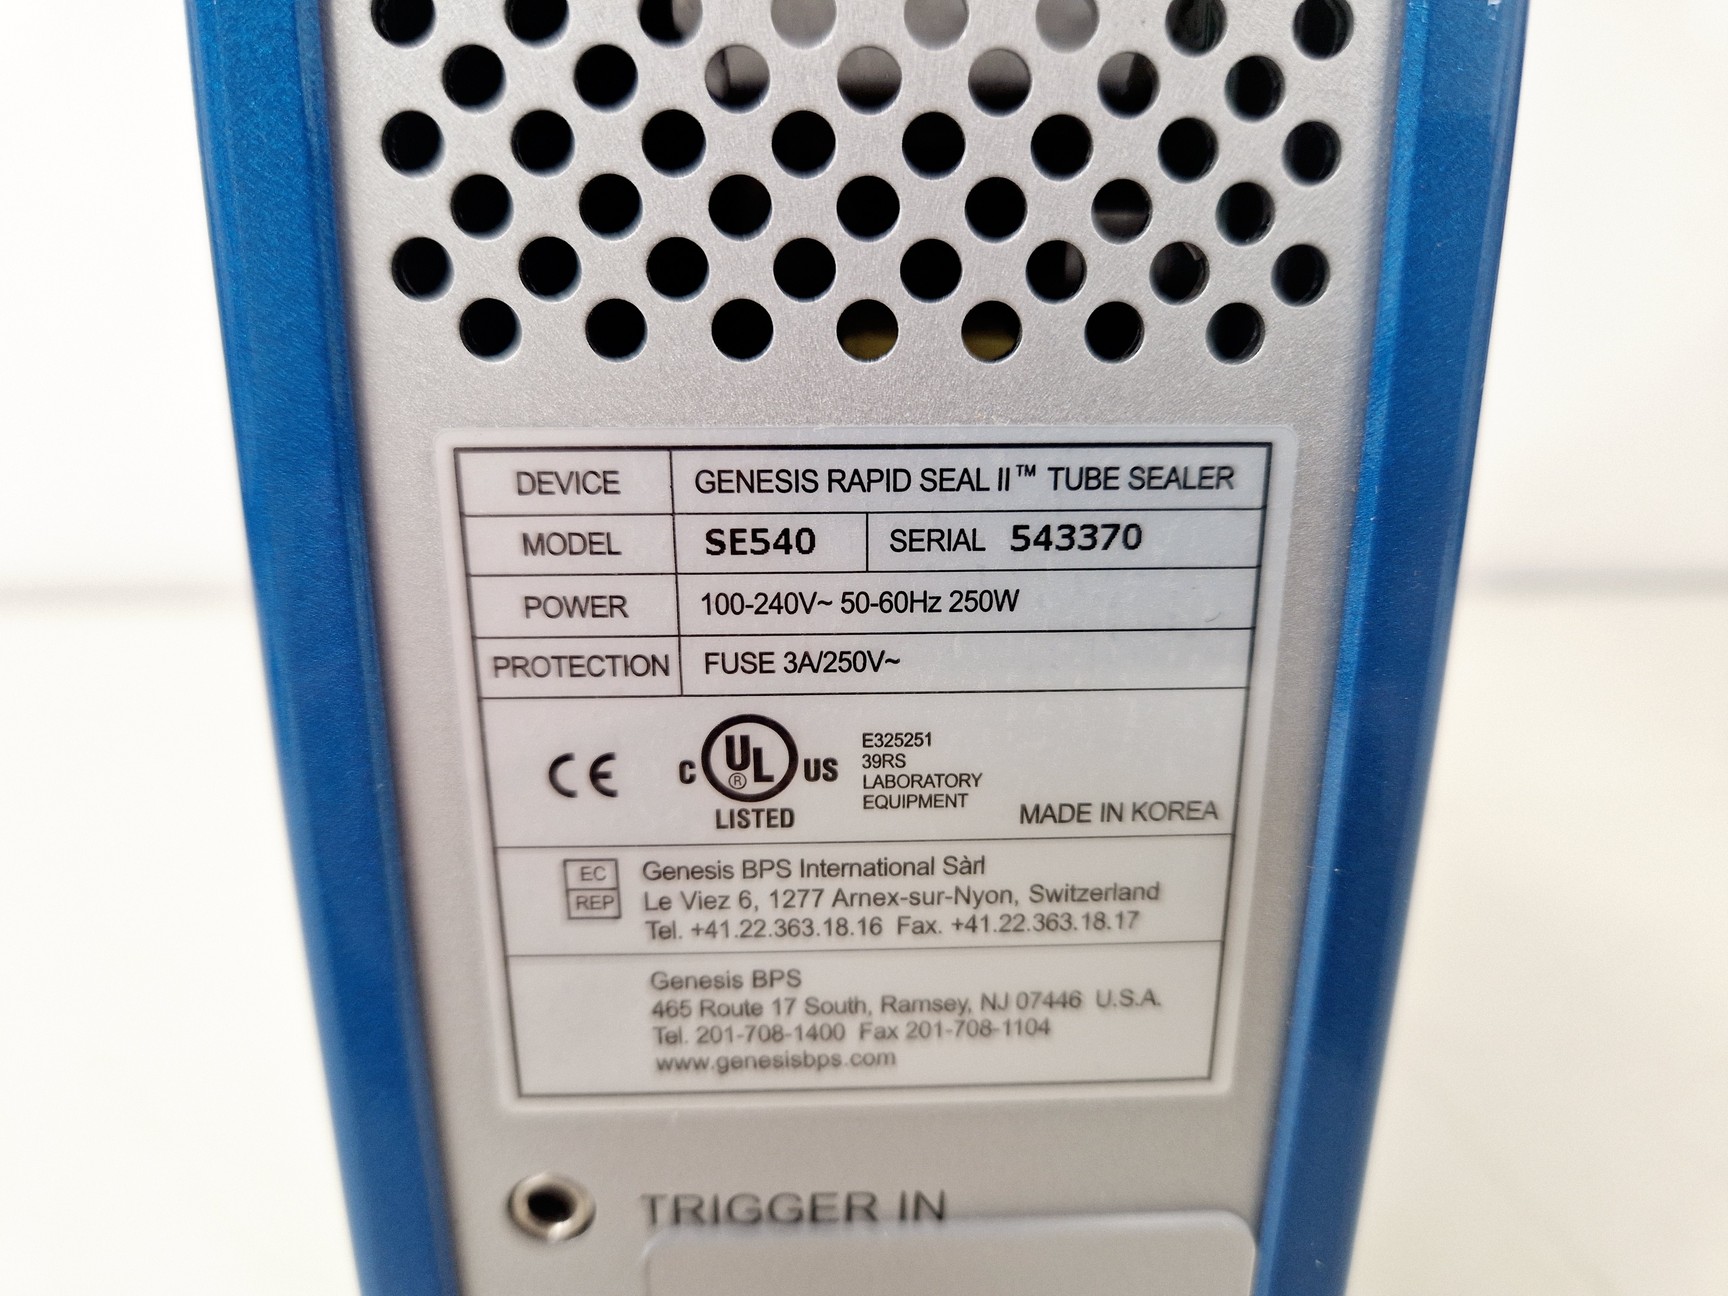 DEVICE GENESIS RAPID SEAL II™ TUBE SEALER
MODEL SE540 SERIAL 543370
POWER 100-240V~ 50-60Hz 250W
PROTECTION FUSE 3A/250V~
CE
C UL ® US
LISTED
E325251
39RS
LABORATORY
EQUIPMENT
MADE IN KOREA
EC
REP
Genesis BPS International Sàrl
Le Viez 6, 1277 Arnex-sur-Nyon, Switzerland
Tel. +41.22.363.18.16 Fax. +41.22.363.18.17
Genesis BPS
465 Route 17 South, Ramsey, NJ 07446 U.S.A.
Tel. 201-708-1400 Fax 201-708-1104
www.genesisbps.com
TRIGGER IN